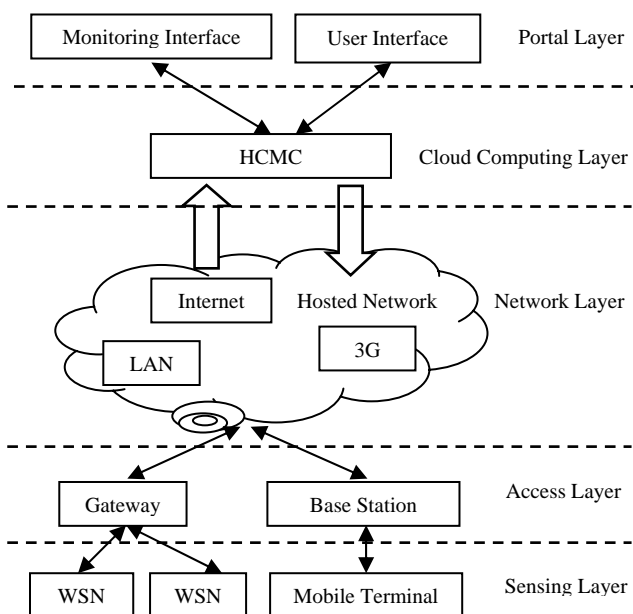 Monitoring Interface
User Interface
Portal Layer
HCMC
Cloud Computing Layer
Internet
Hosted Network
Network Layer
LAN
3G
Gateway
Base Station
Access Layer
WSN
WSN
Mobile Terminal
Sensing Layer